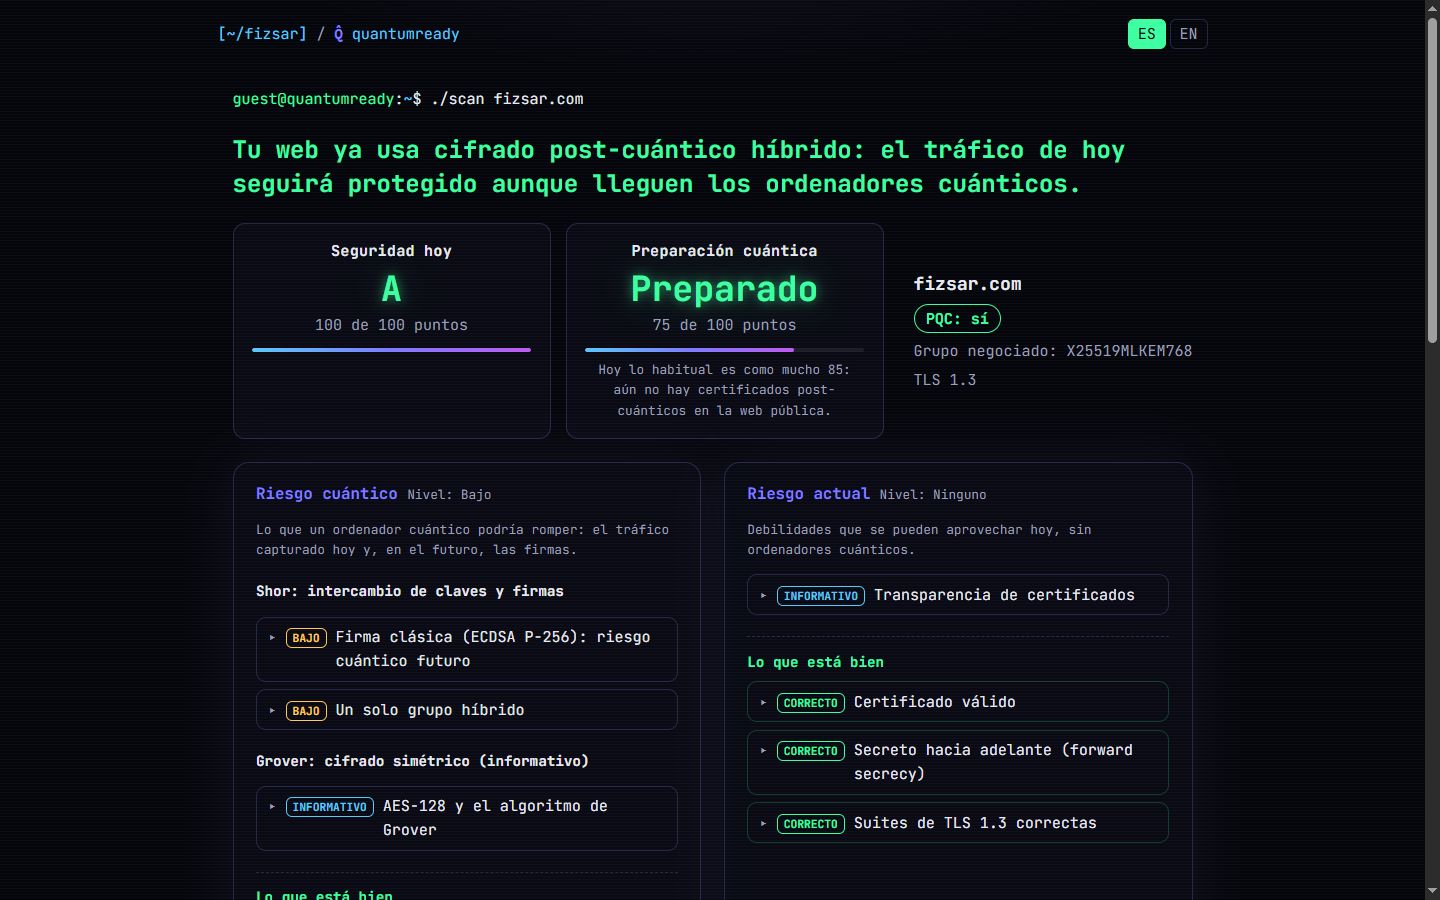 [~/fizsar] / Q̂ quantumready
ES EN
guest@quantumready:~$ ./scan fizsar.com
Tu web ya usa cifrado post-cuántico híbrido: el tráfico de hoy
seguirá protegido aunque lleguen los ordenadores cuánticos.
Seguridad hoy
A
100 de 100 puntos
Preparación cuántica
Preparado
75 de 100 puntos
Hoy lo habitual es como mucho 85:
aún no hay certificados post-
cuánticos en la web pública.
fizsar.com
PQC: sí
Grupo negociado: X25519MLKEM768
TLS 1.3
Riesgo cuántico Nivel: Bajo
Lo que un ordenador cuántico podría romper: el tráfico
capturado hoy y, en el futuro, las firmas.
Shor: intercambio de claves y firmas
▸ BAJO Firma clásica (ECDSA P-256): riesgo
cuántico futuro
▸ BAJO Un solo grupo híbrido
Grover: cifrado simétrico (informativo)
▸ INFORMATIVO AES-128 y el algoritmo de
Grover
Lo que está bien
Riesgo actual Nivel: Ninguno
Debilidades que se pueden aprovechar hoy, sin
ordenadores cuánticos.
▸ INFORMATIVO Transparencia de certificados
Lo que está bien
▸ CORRECTO Certificado válido
▸ CORRECTO Secreto hacia adelante (forward
secrecy)
▸ CORRECTO Suites de TLS 1.3 correctas